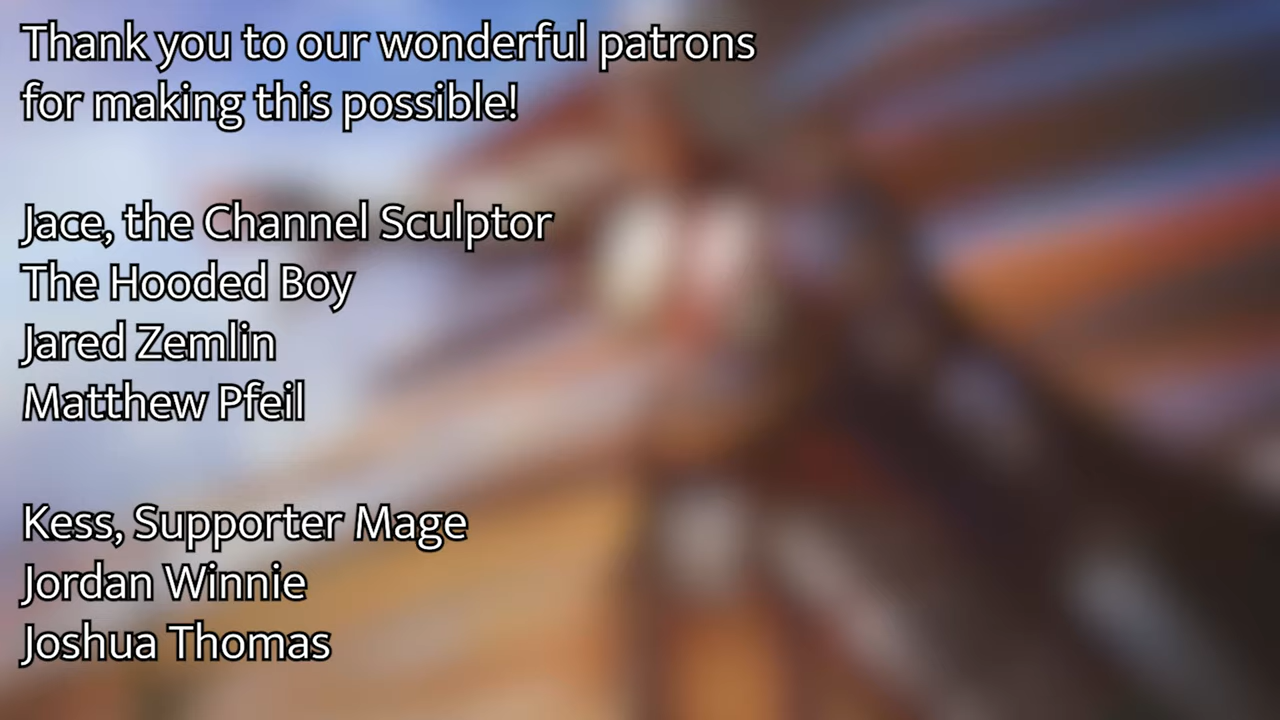 Thank you to our wonderful patrons
for making this possible!
Jace, the Channel Sculptor
The Hooded Boy
Jared Zemlin
Matthew Pfeil
Kess, Supporter Mage
Jordan Winnie
Joshua Thomas